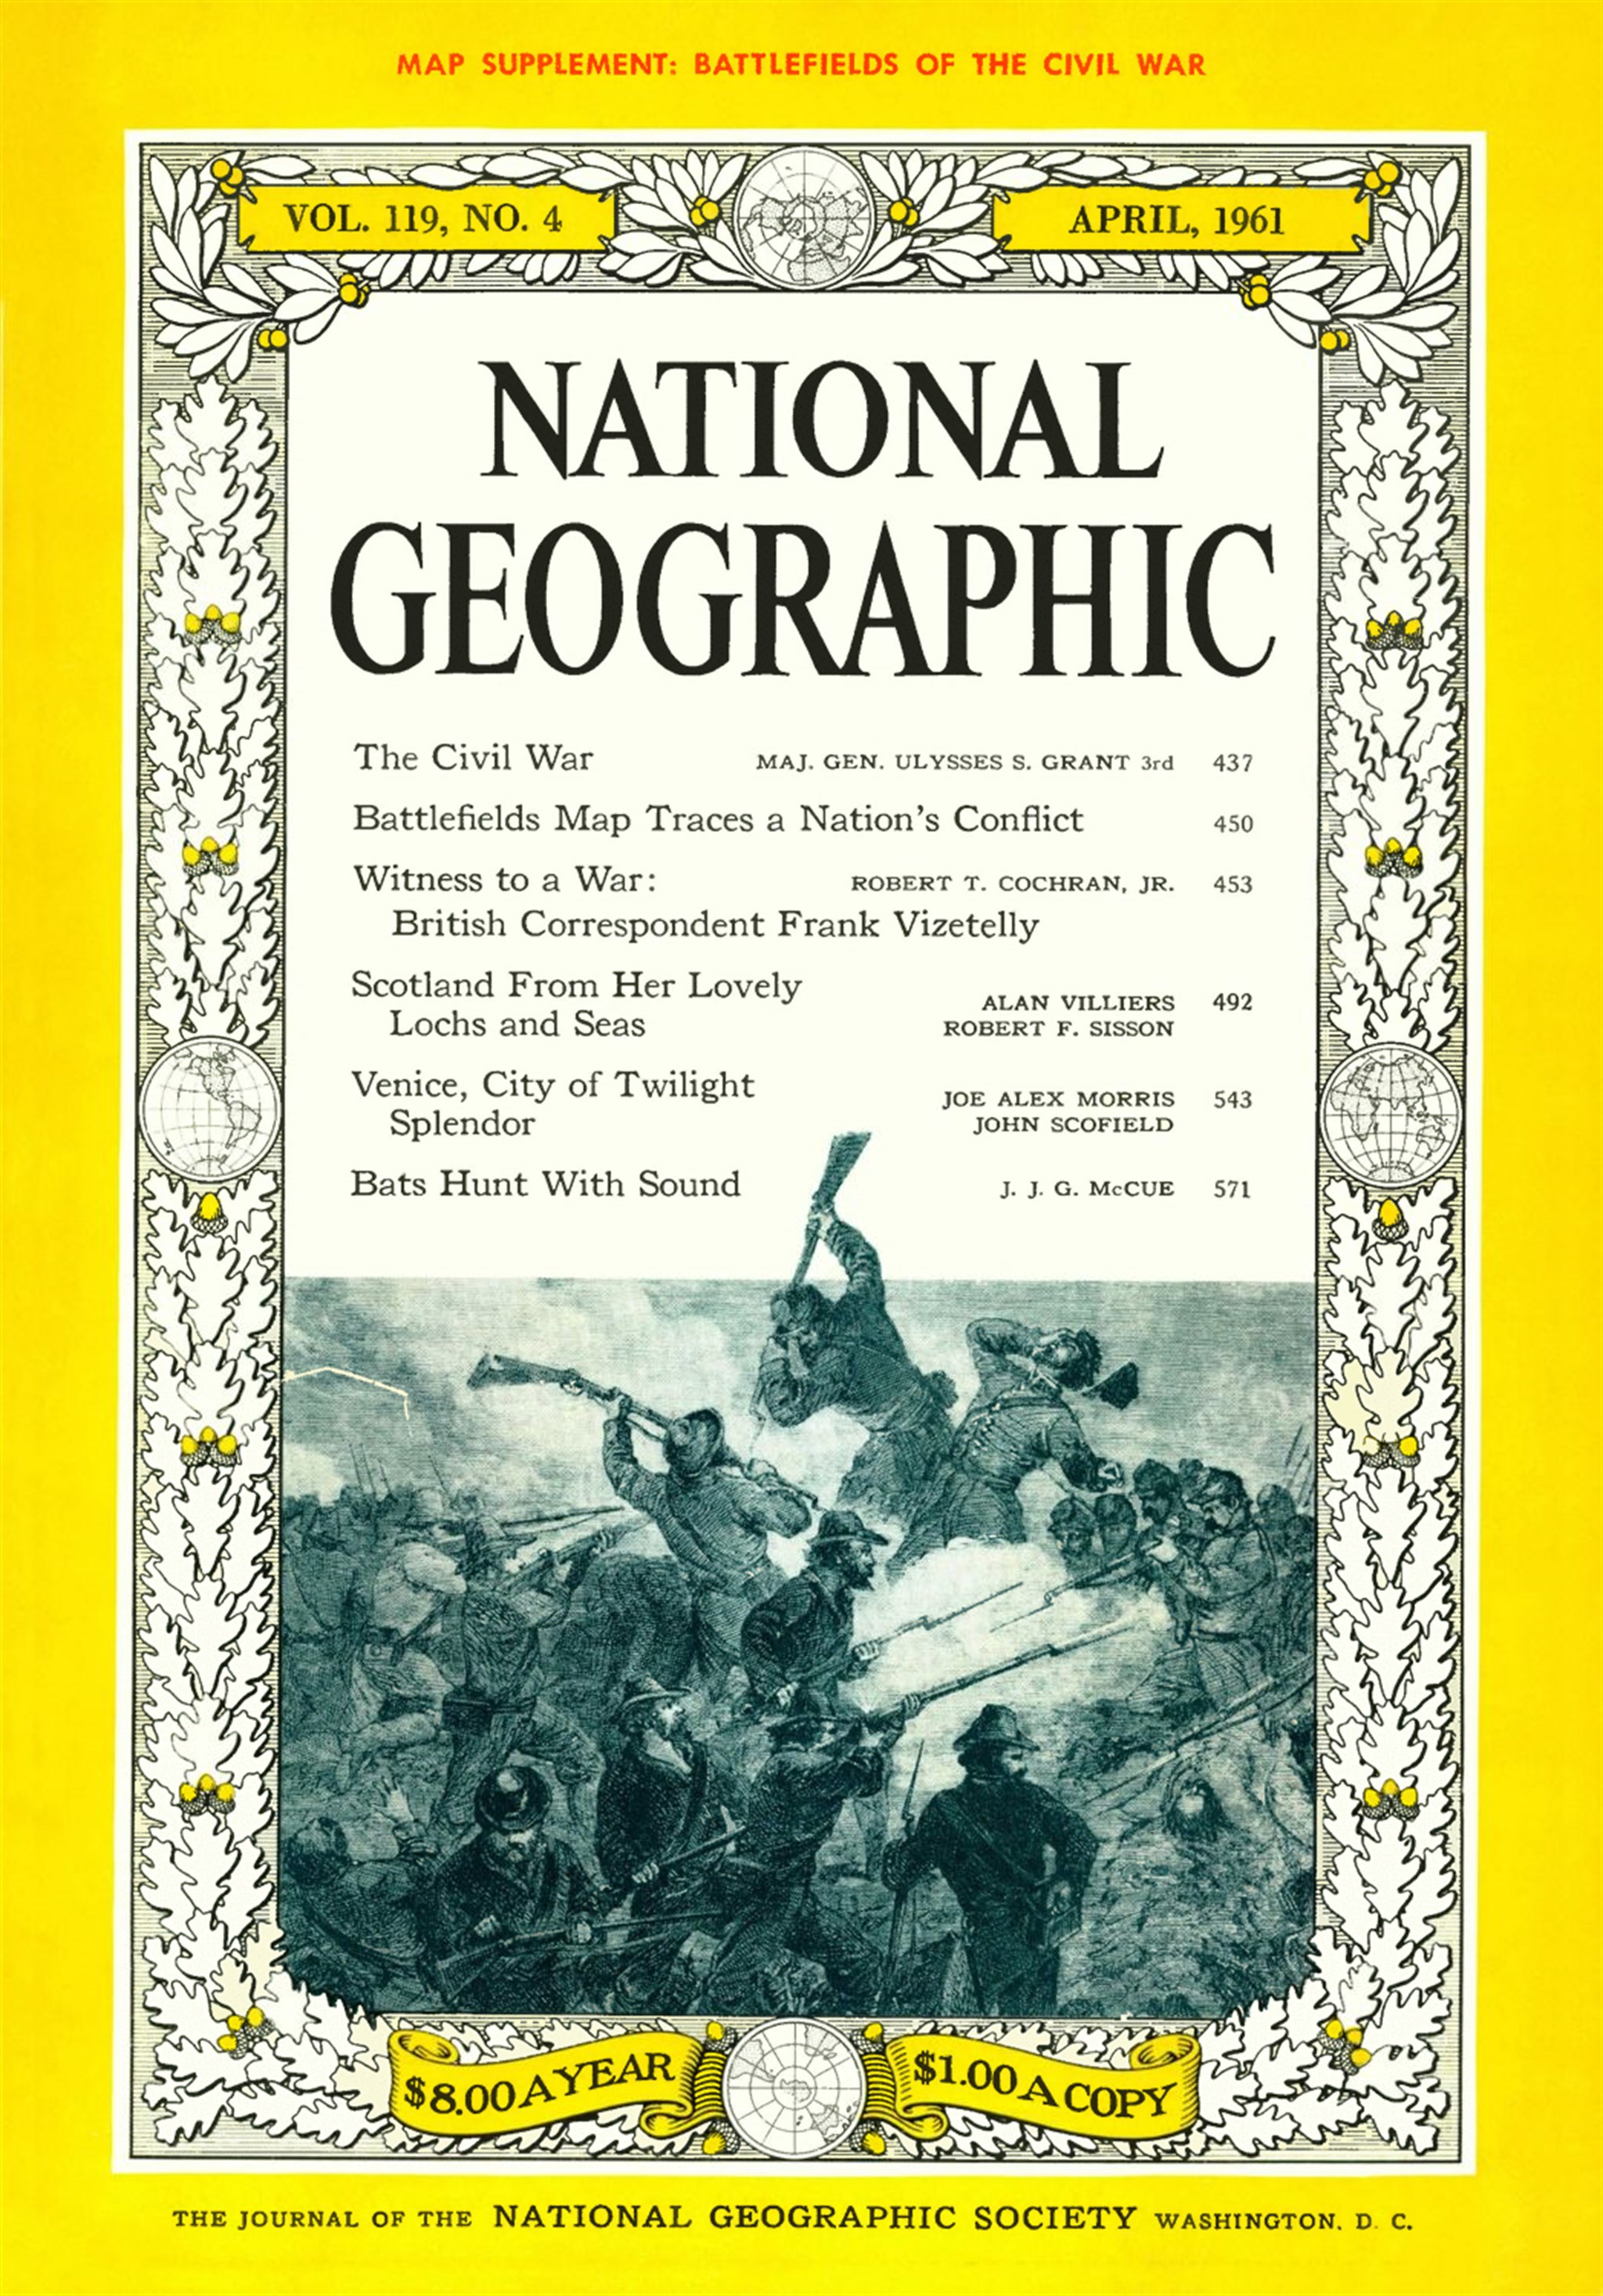 MAP SUPPLEMENT: BATTLEFIELDS OF THE CIVIL WAR
VOL. 119, NO. 4
APRIL, 1961
NATIONAL
GEOGRAPHIC
The Civil War MAJ. GEN. ULYSSES S. GRANT 3rd 437
Battlefields Map Traces a Nation's Conflict 450
Witness to a War: ROBERT T. COCHRAN, JR. 453
British Correspondent Frank Vizetelly
Scotland From Her Lovely ALAN VILLIERS 492
Lochs and Seas ROBERT F. SISSON
Venice, City of Twilight JOE ALEX MORRIS 543
Splendor JOHN SCOFIELD
Bats Hunt With Sound J. J. G. McCUE 571
$8.00 A YEAR
$1.00 A COPY
THE JOURNAL OF THE NATIONAL GEOGRAPHIC SOCIETY WASHINGTON, D. C.